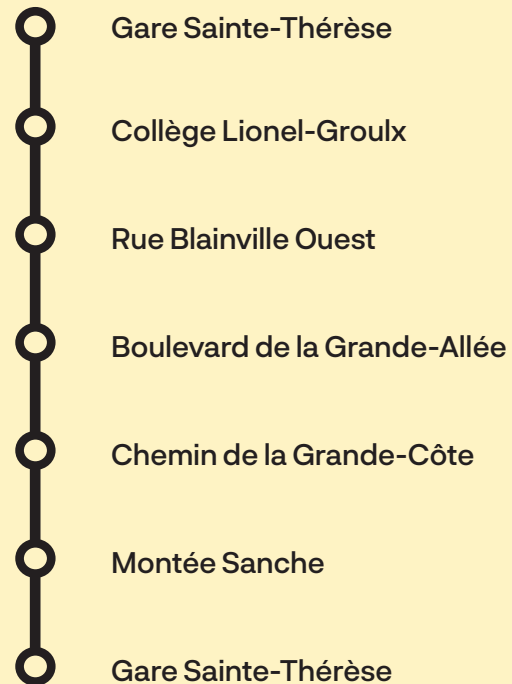 Gare Sainte-Thérèse
Collège Lionel-Groulx
Rue Blainville Ouest
Boulevard de la Grande-Allée
Chemin de la Grande-Côte
Montée Sanche
Gare Sainte-Thérèse